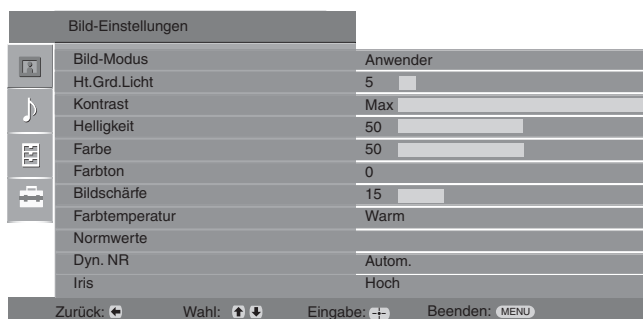 Bild-Einstellungen
Bild-Modus Anwender
Ht.Grd.Licht 5
Kontrast Max
Helligkeit 50
Farbe 50
Farbton 0
Bildschärfe 15
Farbtemperatur Warm
Normwerte
Dyn. NR Autom.
Iris Hoch
Zurück: Wahl: Eingabe: Beenden: MENU